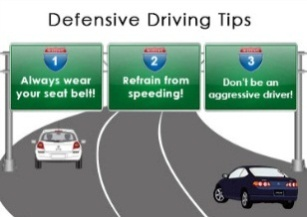 Defensive Driving Tips
1
Always wear
your seat belt!
2
Refrain from
speeding!
3
Don't be an
aggressive driver!